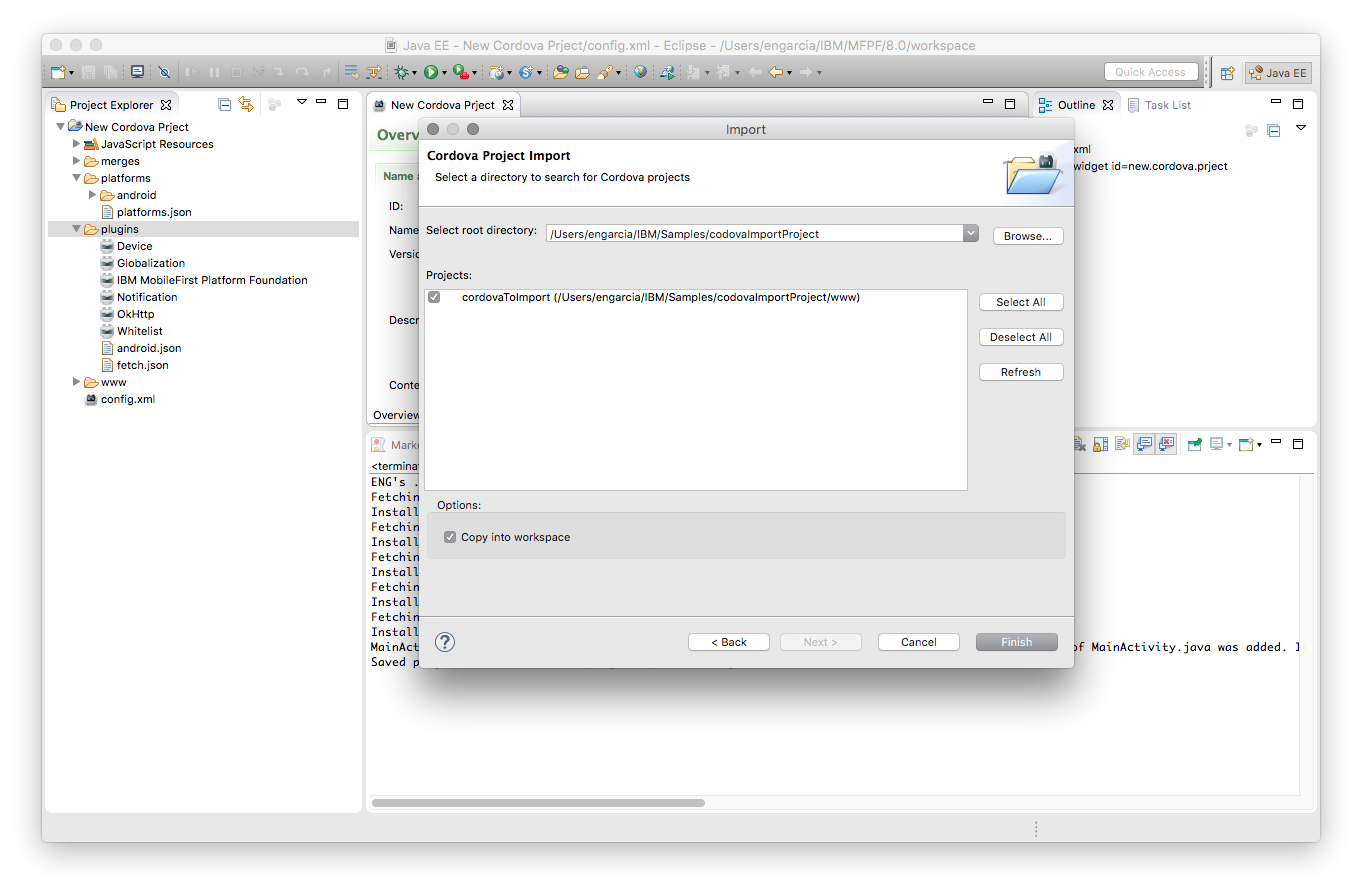 Java EE - New Cordova Prject/config.xml - Eclipse - /Users/engarcia/IBM/MFPF/8.0/workspace
Quick Access
Java EE
Project Explorer
New Cordova Prject
JavaScript Resources
merges
platforms
android
platforms.json
plugins
Device
Globalization
IBM MobileFirst Platform Foundation
Notification
OkHttp
Whitelist
android.json
fetch.json
www
config.xml
New Cordova Prject
Overv
Name a
ID:
Name
Versio
Descr
Conte
Overview
Import
Cordova Project Import
Select a directory to search for Cordova projects
Select root directory:
/Users/engarcia/IBM/Samples/codovaImportProject
Browse...
Projects:
cordovaToImport (/Users/engarcia/IBM/Samples/codovaImportProject/www)
Select All
Deselect All
Refresh
Options:
Copy into workspace
?
< Back
Next >
Cancel
Finish
Outline
Task List
xml
widget id=new.cordova.prject
Marke
<termina
ENG's .
Fetchin
Install
Fetchin
Install
Fetchin
Install
Fetchin
Install
Fetchin
Install
MainAct
of MainActivity.java was added. I
Saved p